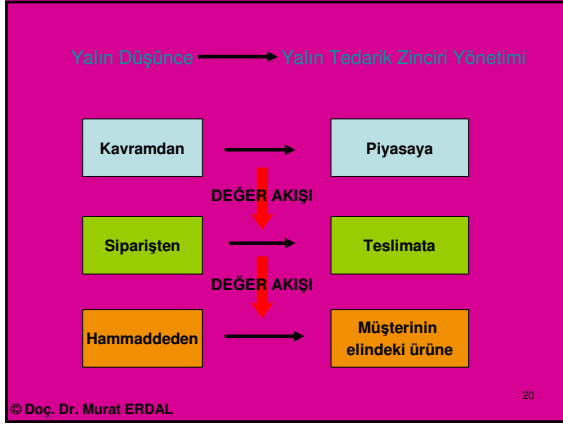 Yalın Düşünce Yalın Tedarik Zinciri Yönetimi
Kavramdan Piyasaya
DEĞER AKIŞI
Siparişten Teslimata
DEĞER AKIŞI
Hammaddeden Müşterinin
elindeki ürüne
20
© Doç. Dr. Murat ERDAL